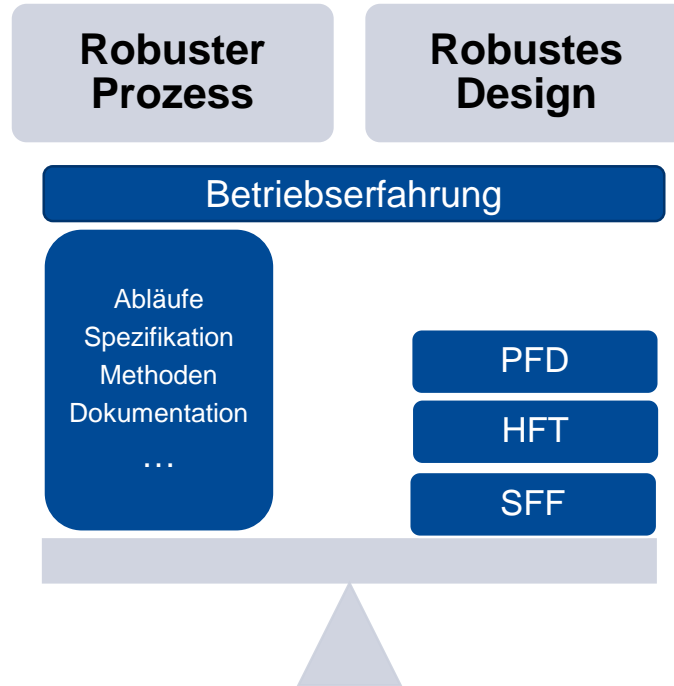 Robuster
Prozess
Robustes
Design
Betriebserfahrung
Abläufe
Spezifikation
Methoden
Dokumentation
…
PFD
HFT
SFF